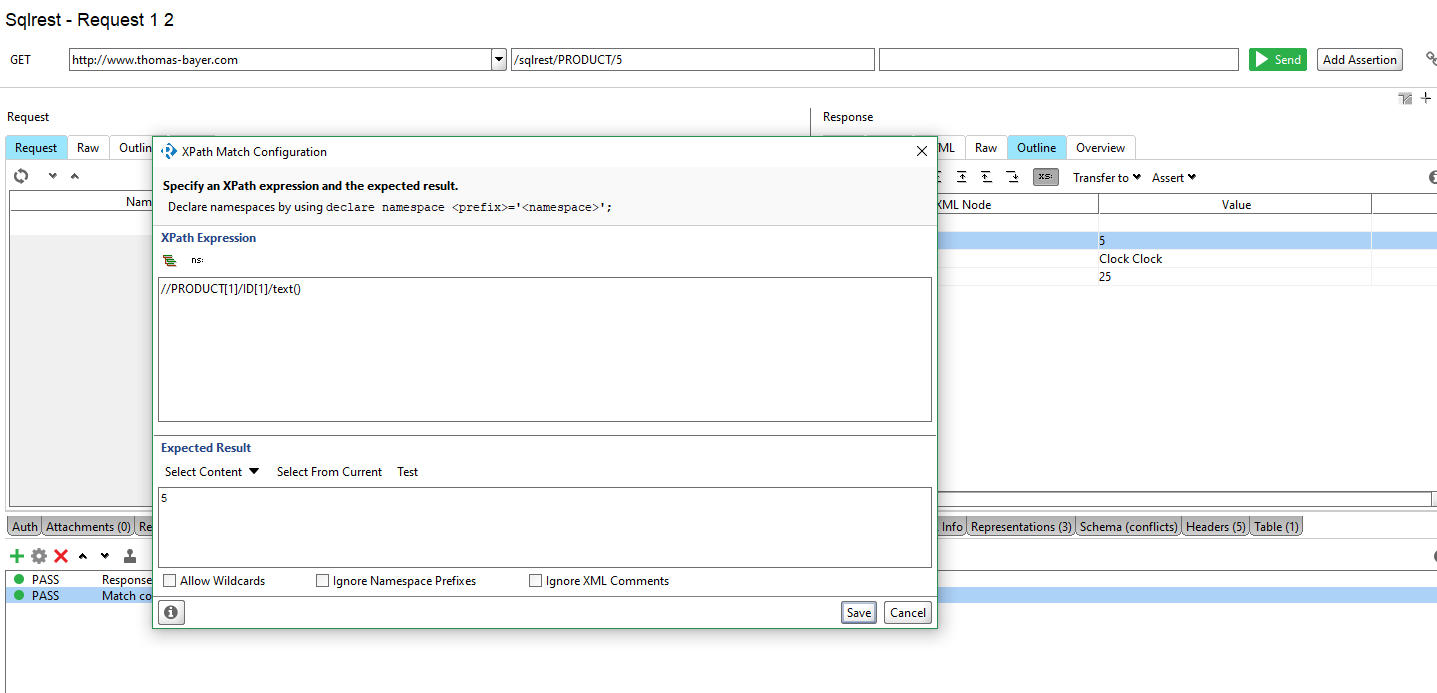 Sqlrest - Request 1 2
GET http://www.thomas-bayer.com /sqlrest/PRODUCT/5 Send Add Assertion
Request Response
Request Raw Outlin ML Raw Outline Overview
XS: Transfer to Assert
Nam XML Node Value
5
Clock Clock
25
XPath Match Configuration
Specify an XPath expression and the expected result.
Declare namespaces by using declare namespace <prefix>='<namespace>';
XPath Expression
ns:
//PRODUCT[1]/ID[1]/text()
Expected Result
Select Content Select From Current Test
5
Allow Wildcards Ignore Namespace Prefixes Ignore XML Comments
Save Cancel
Auth Attachments (0) Re Info Representations (3) Schema (conflicts) Headers (5) Table (1)
PASS Response
PASS Match co